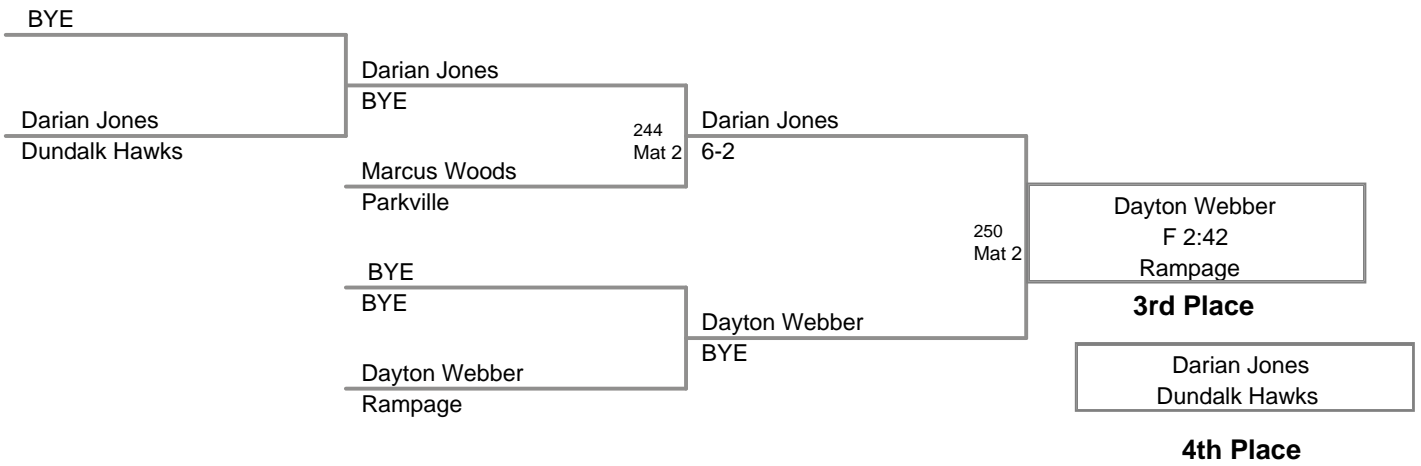 BYE
Darian Jones
Dundalk Hawks
Darian Jones
BYE
Marcus Woods
Parkville
244
Mat 2
BYE
BYE
Dayton Webber
Rampage
Darian Jones
6-2
Dayton Webber
BYE
250
Mat 2
Dayton Webber
F 2:42
Rampage
3rd Place
Darian Jones
Dundalk Hawks
4th Place